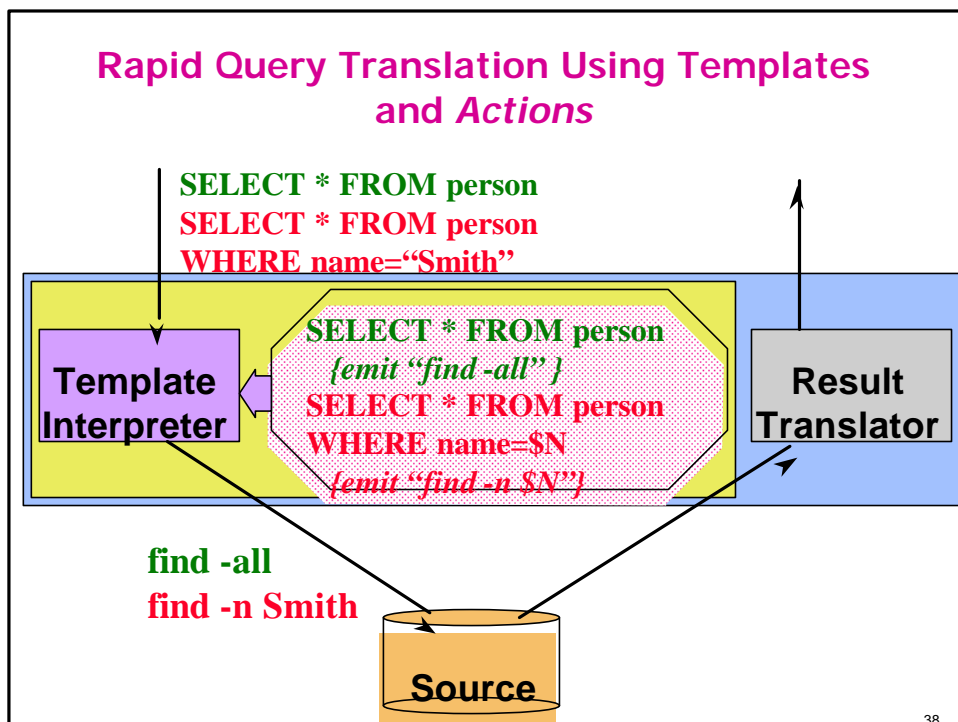 Rapid Query Translation Using Templates
and Actions
SELECT * FROM person
SELECT * FROM person
WHERE name=“Smith”
SELECT * FROM person
{emit “find -all” }
SELECT * FROM person
WHERE name=$N
{emit “find -n $N”}
Template
Interpreter
Result
Translator
find -all
find -n Smith
Source
38